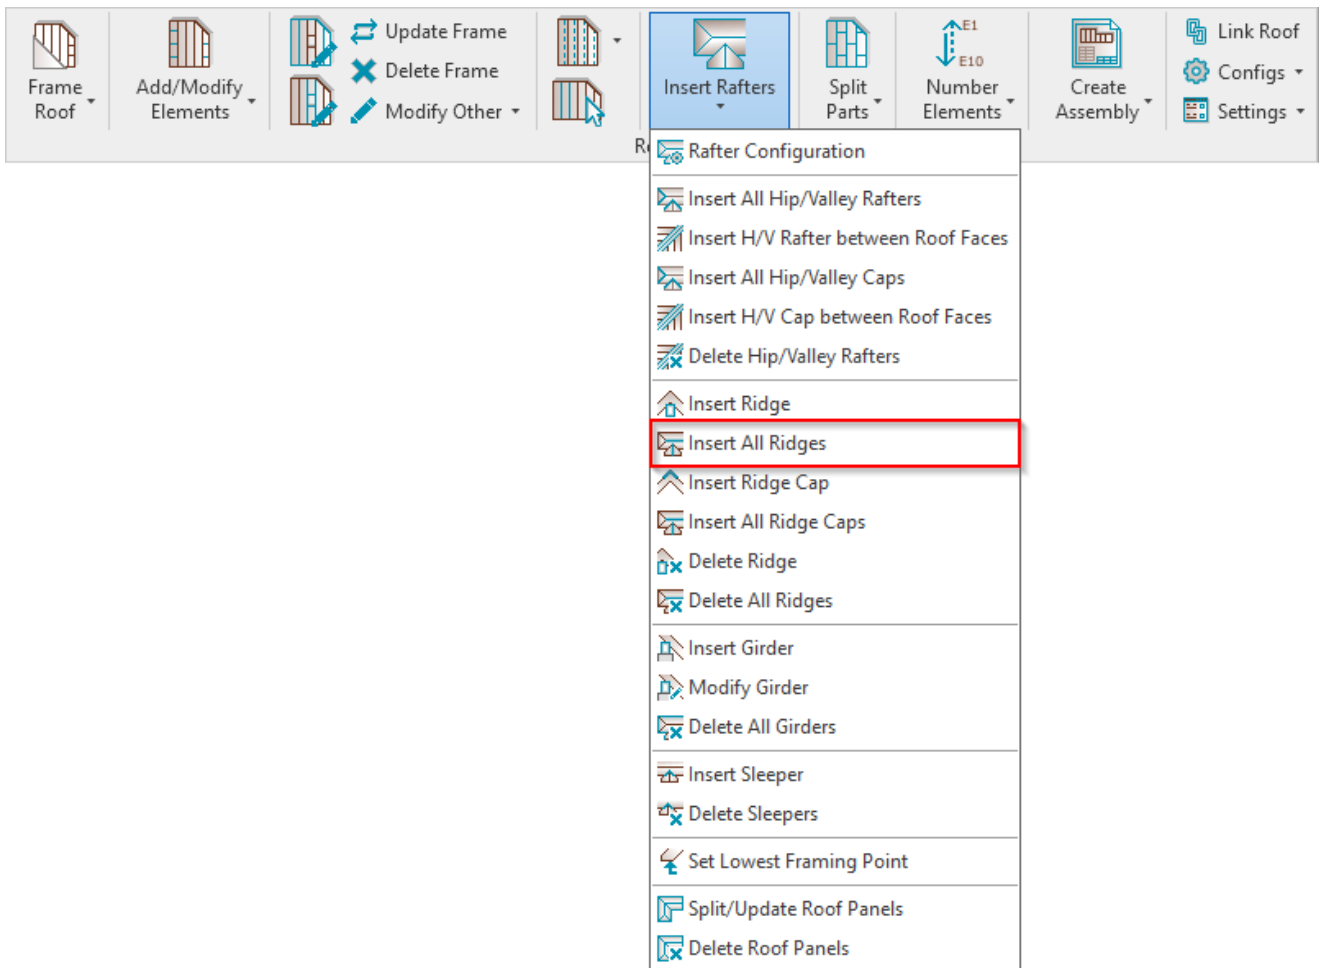 Frame
Roof
Add/Modify
Elements
Update Frame
Delete Frame
Modify Other
Insert Rafters
Split
Parts
E1
E10
Number
Elements
Create
Assembly
Link Roof
Configs
Settings
Rafter Configuration
Insert All Hip/Valley Rafters
Insert H/V Rafter between Roof Faces
Insert All Hip/Valley Caps
Insert H/V Cap between Roof Faces
Delete Hip/Valley Rafters
Insert Ridge
Insert All Ridges
Insert Ridge Cap
Insert All Ridge Caps
Delete Ridge
Delete All Ridges
Insert Girder
Modify Girder
Delete All Girders
Insert Sleeper
Delete Sleepers
Set Lowest Framing Point
Split/Update Roof Panels
Delete Roof Panels